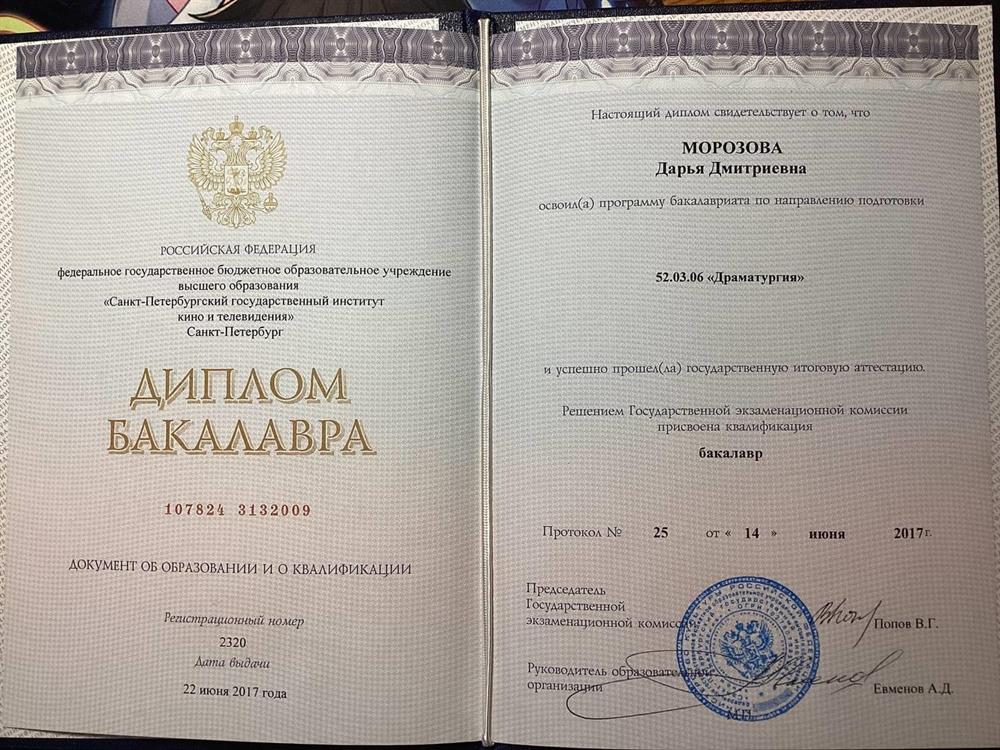 РОССИЙСКАЯ ФЕДЕРАЦИЯ
федеральное государственное бюджетное образовательное учреждение
высшего образования
«Санкт-Петербургский государственный институт
кино и телевидения»
Санкт-Петербург
ДИПЛОМ
БАКАЛАВРА
107824 3132009
ДОКУМЕНТ ОБ ОБРАЗОВАНИИ И О КВАЛИФИКАЦИИ
Регистрационный номер
2320
Дата выдачи
22 июня 2017 года
Настоящий диплом свидетельствует о том, что
МОРОЗОВА
Дарья Дмитриевна
освоил(а) программу бакалавриата по направлению подготовки
52.03.06 «Драматургия»
и успешно прошел(ла) государственную итоговую аттестацию.
Решением Государственной экзаменационной комиссии
присвоена квалификация
бакалавр
Протокол № 25 от « 14 » июня 2017 г.
Председатель
Государственной
экзаменационной комиссии
Попов В.Г.
Руководитель образовательной
организации
Евменов А.Д.
М.П.